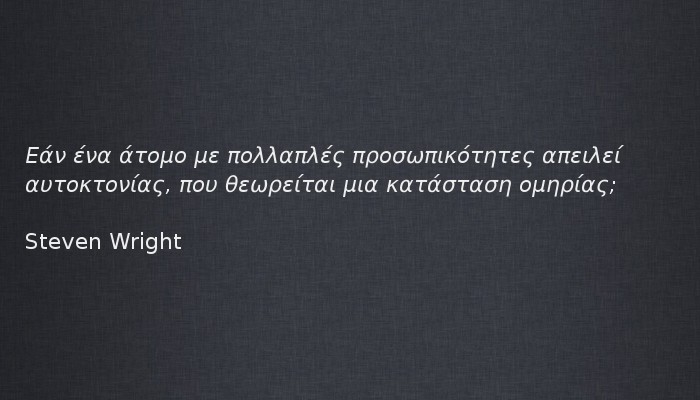 Εάν ένα άτομο με πολλαπλές προσωπικότητες απειλεί
αυτοκτονίας, που θεωρείται μια κατάσταση ομηρίας;
Steven Wright